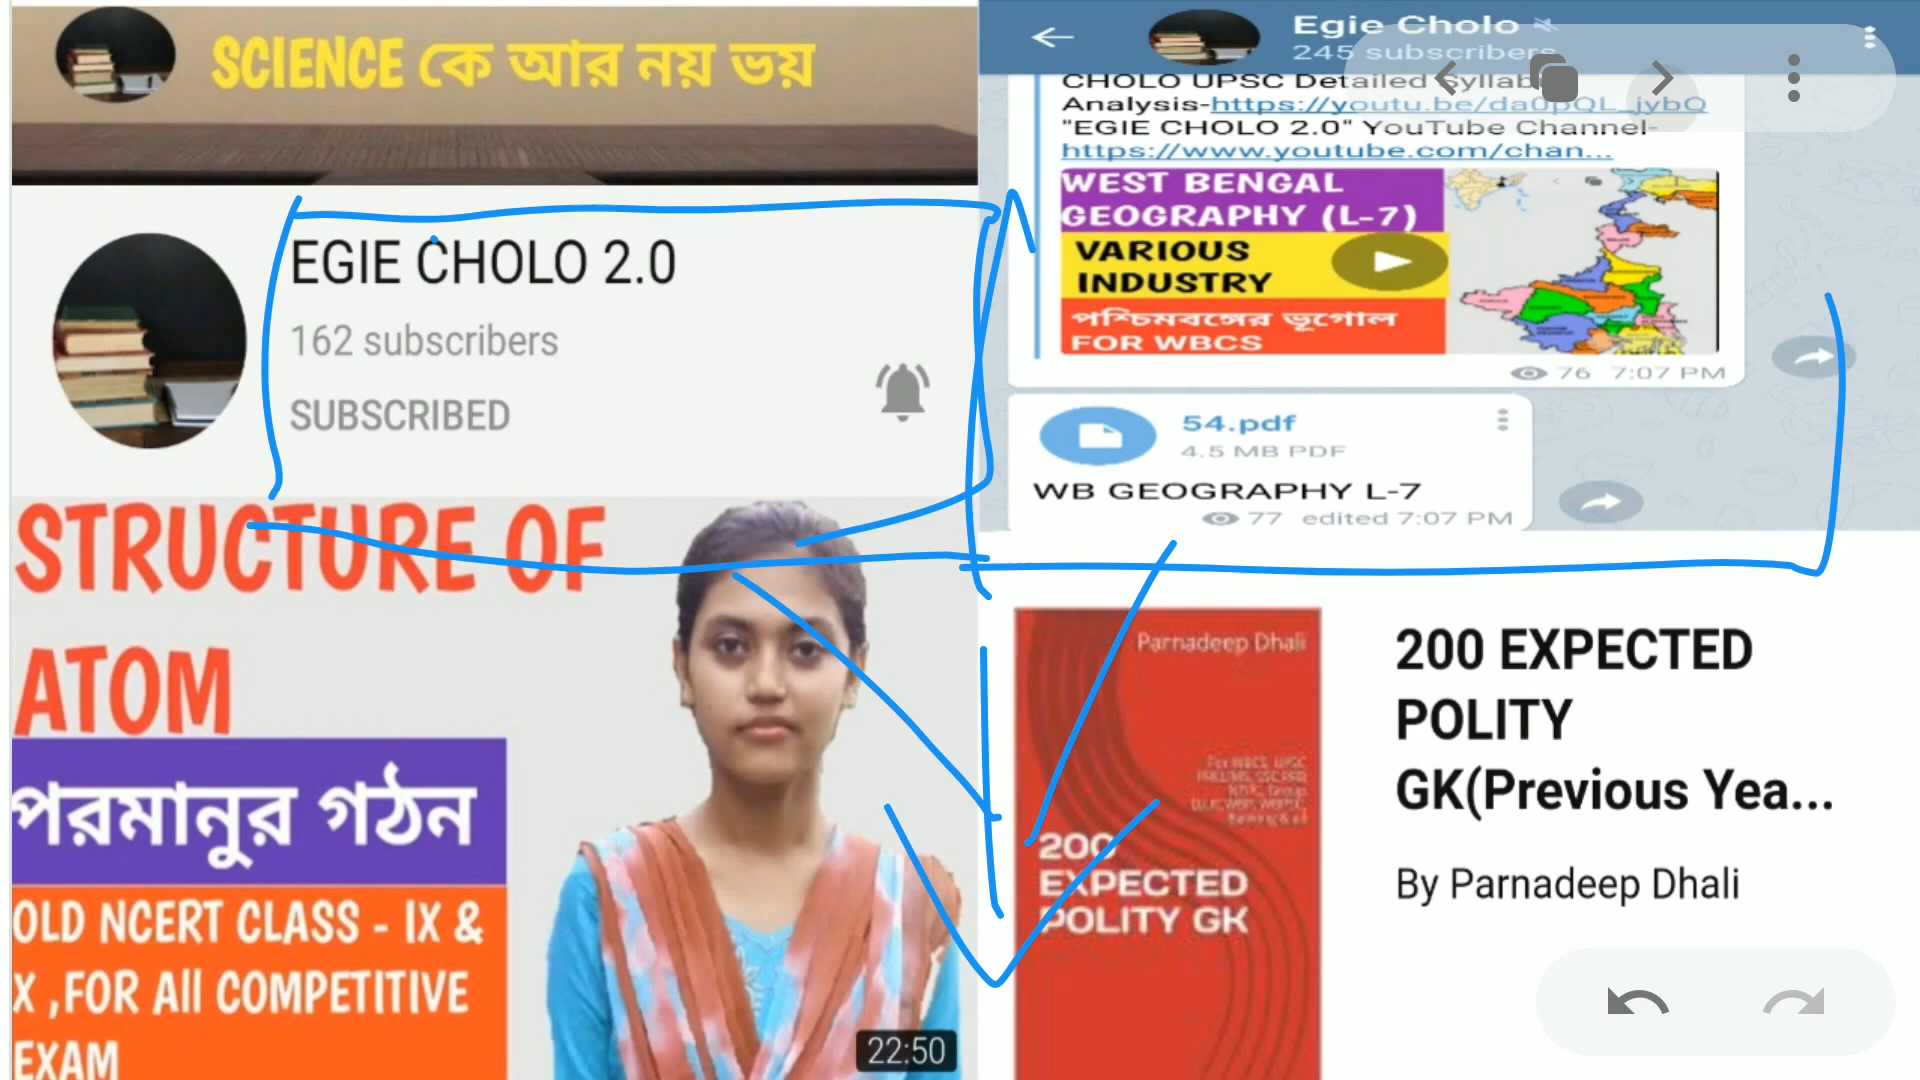 SCIENCE কে আর নয় ভয়
EGIE CHOLO 2.0
162 subscribers
SUBSCRIBED
STRUCTURE OF
ATOM
পরমানুর গঠন
OLD NCERT CLASS - IX &
X ,FOR All COMPETITIVE
EXAM
22:50
Egie Cholo
245 subscribers
CHOLO UPSC Detailed Syllab
Analysis-https://youtu.be/da0pQL_jybQ
"EGIE CHOLO 2.0" YouTube Channel-
https://www.youtube.com/chan...
WEST BENGAL
GEOGRAPHY (L-7)
VARIOUS
INDUSTRY
পশ্চিমবঙ্গের ভূগোল
FOR WBCS
76 7:07 PM
54.pdf
4.5 MB PDF
WB GEOGRAPHY L-7
77 edited 7:07 PM
Parnadeep Dhali
200
EXPECTED
POLITY GK
200 EXPECTED
POLITY
GK(Previous Yea...
By Parnadeep Dhali